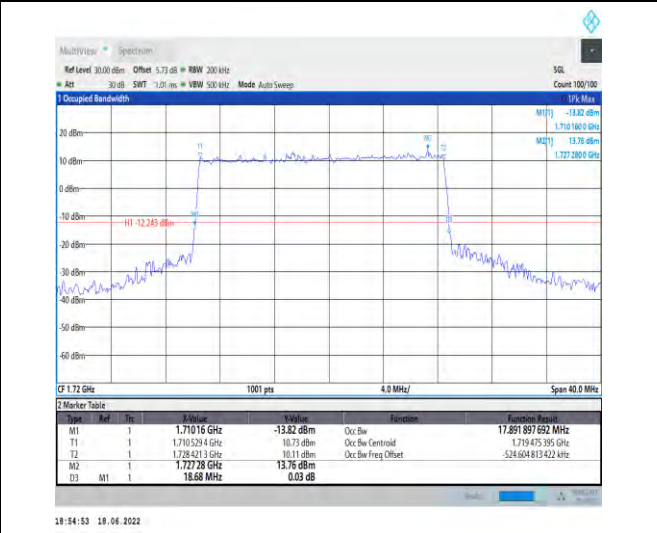 MultiView Spectrum
Ref Level 30.00 dBm Offset 5.73 dB RBW 200 kHz SGL
Att 30 dB SWT 1.01 ms VBW 500 kHz Mode Auto Sweep Count 100/100
1 Occupied Bandwidth 1Pk Max
M1[1] -13.82 dBm
1.710 160 0 GHz
M2[1] 13.76 dBm
1.727 280 0 GHz
20 dBm
T1 M2 T2
10 dBm
0 dBm
-10 dBm M1 D3
H1 -12.243 dBm
-20 dBm
-30 dBm
-40 dBm
-50 dBm
-60 dBm
CF 1.72 GHz 1001 pts 4.0 MHz/ Span 40.0 MHz
2 Marker Table
Type Ref Trc X-Value Y-Value Function Function Result
M1 1 1.71016 GHz -13.82 dBm Occ Bw 17.891 897 692 MHz
T1 1 1.710 529 4 GHz 10.73 dBm Occ Bw Centroid 1.719 475 395 GHz
T2 1 1.728 421 3 GHz 10.11 dBm Occ Bw Freq Offset -524.604 813 422 kHz
M2 1 1.727 28 GHz 13.76 dBm
D3 M1 1 18.68 MHz 0.03 dB
18:54:53 18.06.2022